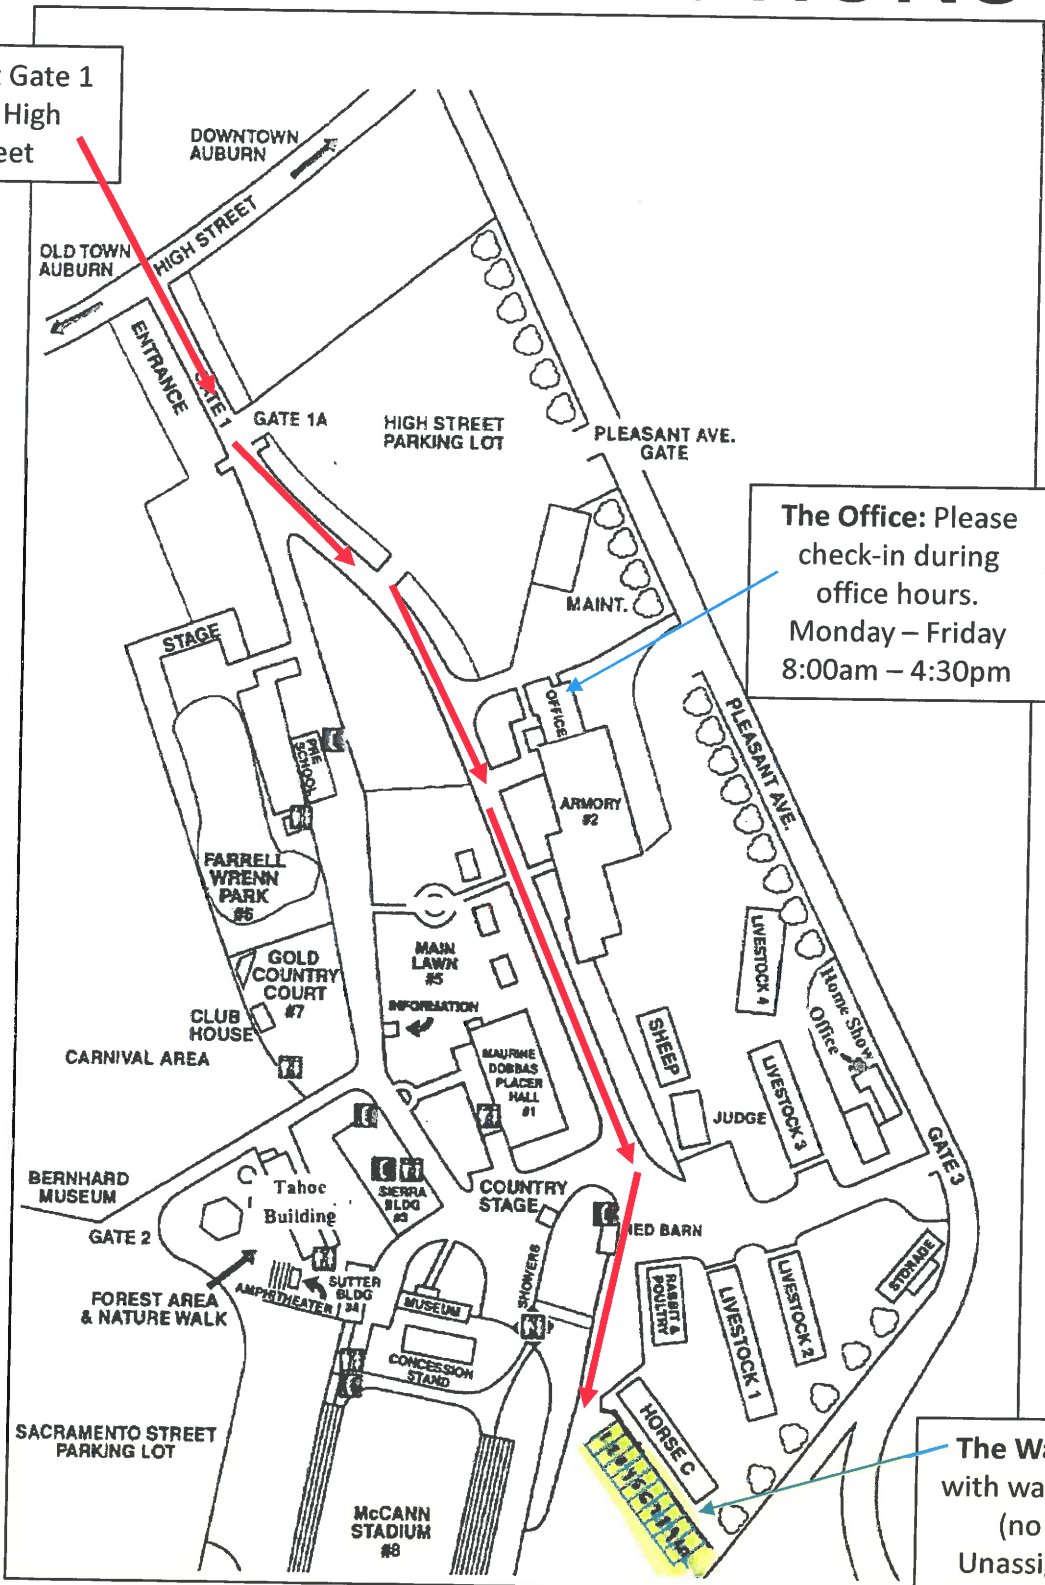 Gate 1
High
eet
DOWNTOWN
AUBURN
HIGH STREET
OLD TOWN
AUBURN
ENTRANCE
GATE 1
GATE 1A
HIGH STREET
PARKING LOT
PLEASANT AVE.
GATE
The Office: Please
check-in during
office hours.
Monday – Friday
8:00am – 4:30pm
MAINT.
STAGE
OFFICE
PRE
SCHOOL
PLEASANT AVE.
ARMORY
#2
FARRELL
WRENN
PARK
#6
MAIN
LAWN
#5
GOLD
COUNTRY
COURT
#7
LIVESTOCK 4
Home Show
Office
INFORMATION
CLUB
HOUSE
CARNIVAL AREA
SHEEP
MAURINE
DOBBAS
PLACER
HALL
#1
LIVESTOCK 3
JUDGE
GATE 3
BERNHARD
MUSEUM
Tahoe
Building
SIERRA
BLDG
#3
COUNTRY
STAGE
GATE 2
RED BARN
SHOWERS
STORAGE
FOREST AREA
& NATURE WALK
AMPHITHEATER
SUTTER
BLDG
MUSEUM
RABBIT &
POULTRY
LIVESTOCK 1
LIVESTOCK 2
CONCESSION
STAND
HORSE C
SACRAMENTO STREET
PARKING LOT
McCANN
STADIUM
#8
The Wa
with wa
(no
Unassi